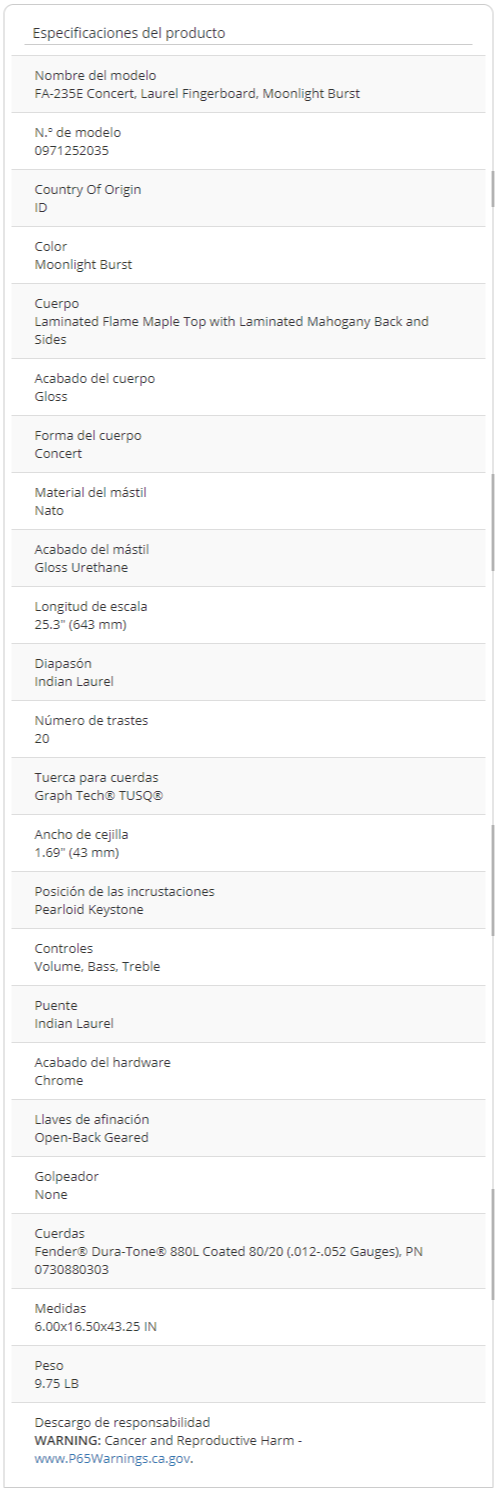 Especificaciones del producto
Nombre del modelo
FA-235E Concert, Laurel Fingerboard, Moonlight Burst
N.º de modelo
0971252035
Country Of Origin
ID
Color
Moonlight Burst
Cuerpo
Laminated Flame Maple Top with Laminated Mahogany Back and
Sides
Acabado del cuerpo
Gloss
Forma del cuerpo
Concert
Material del mástil
Nato
Acabado del mástil
Gloss Urethane
Longitud de escala
25.3" (643 mm)
Diapasón
Indian Laurel
Número de trastes
20
Tuerca para cuerdas
Graph Tech® TUSQ®
Ancho de cejilla
1.69" (43 mm)
Posición de las incrustaciones
Pearloid Keystone
Controles
Volume, Bass, Treble
Puente
Indian Laurel
Acabado del hardware
Chrome
Llaves de afinación
Open-Back Geared
Golpeador
None
Cuerdas
Fender® Dura-Tone® 880L Coated 80/20 (.012-.052 Gauges), PN
0730880303
Medidas
6.00x16.50x43.25 IN
Peso
9.75 LB
Descargo de responsabilidad
WARNING: Cancer and Reproductive Harm -
www.P65Warnings.ca.gov.